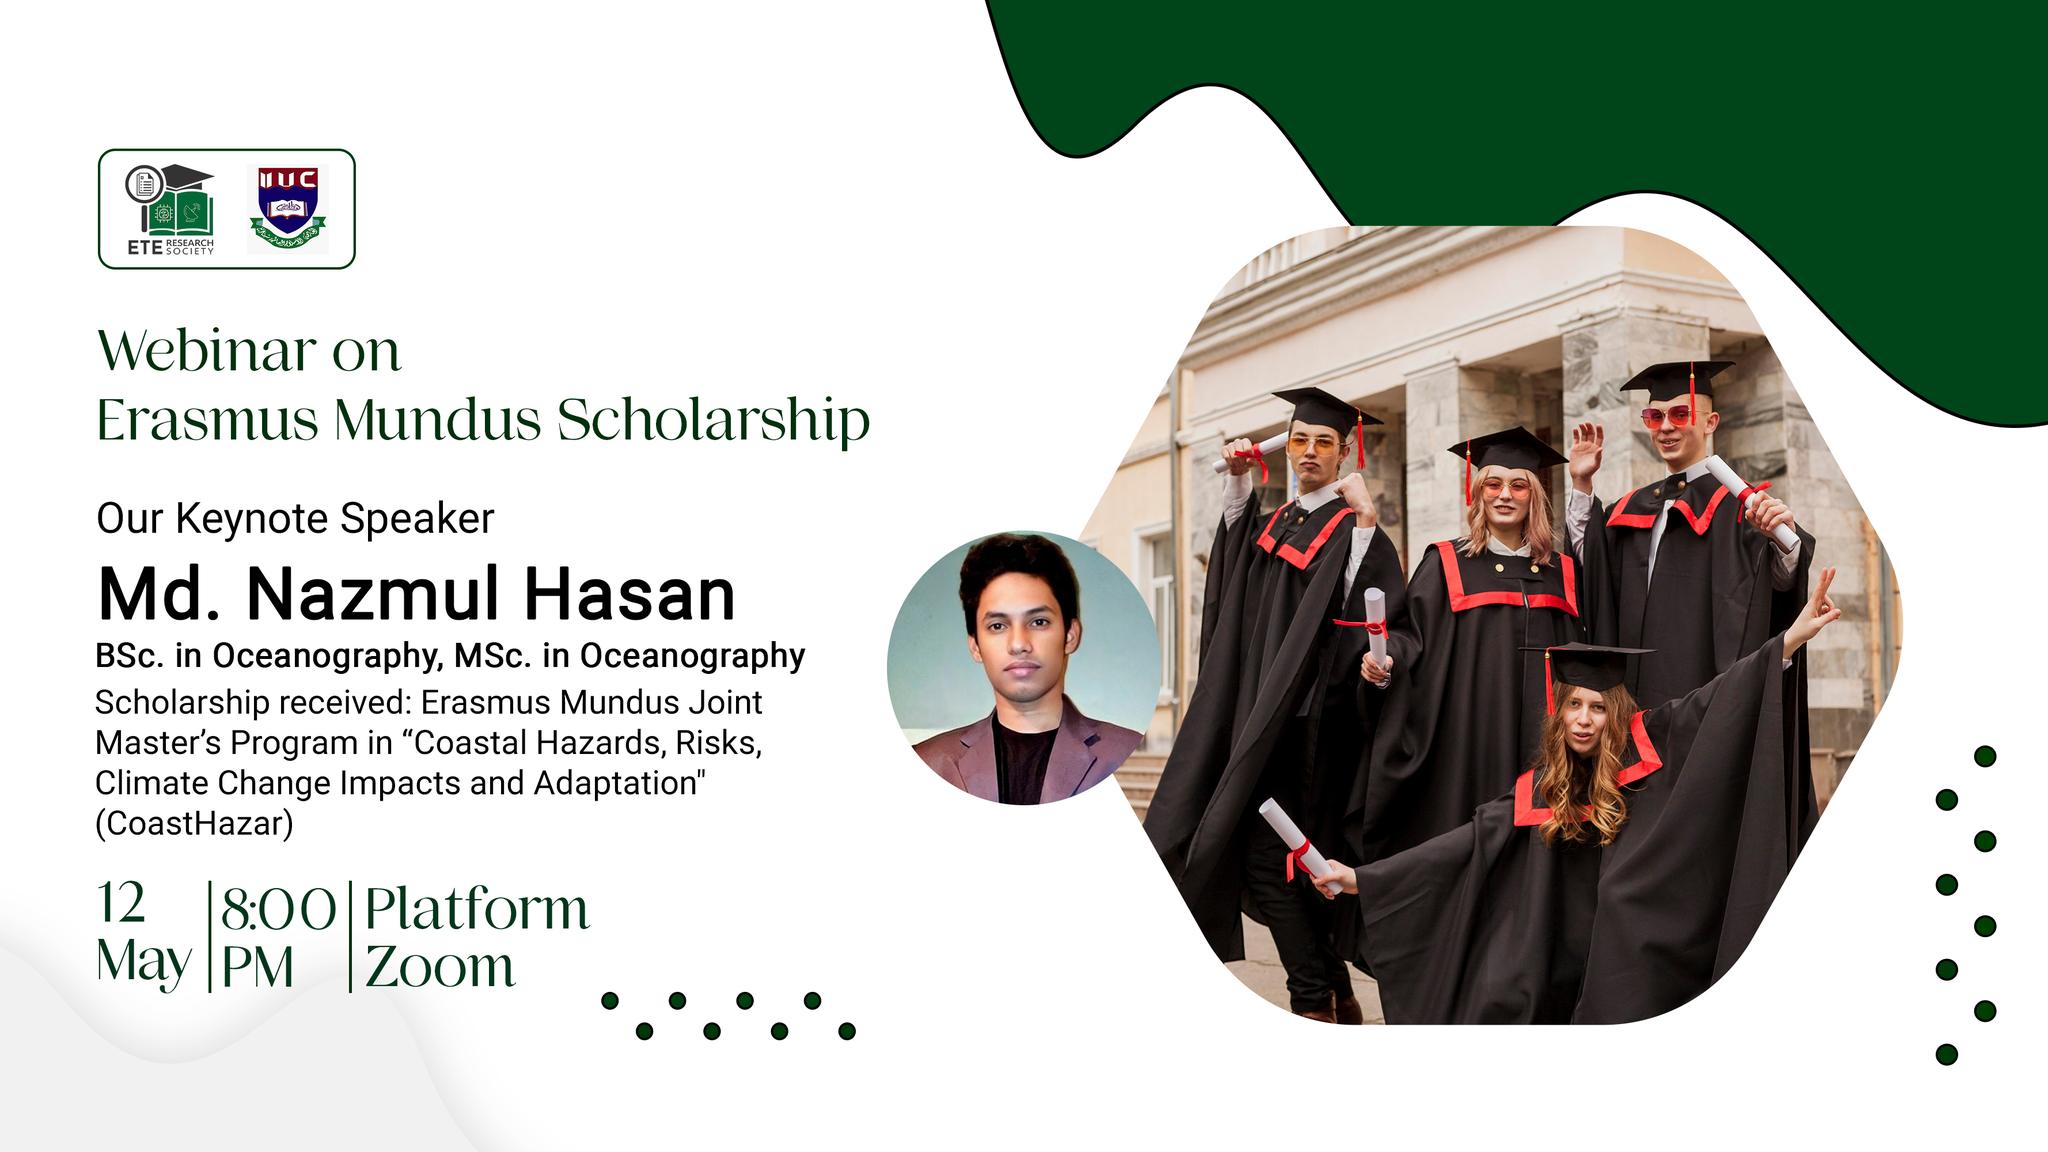 ETE RESEARCH
SOCIETY
IIUC
Webinar on
Erasmus Mundus Scholarship
Our Keynote Speaker
Md. Nazmul Hasan
BSc. in Oceanography, MSc. in Oceanography
Scholarship received: Erasmus Mundus Joint
Master’s Program in “Coastal Hazards, Risks,
Climate Change Impacts and Adaptation"
(CoastHazar)
12
May
8:00
PM
Platform
Zoom